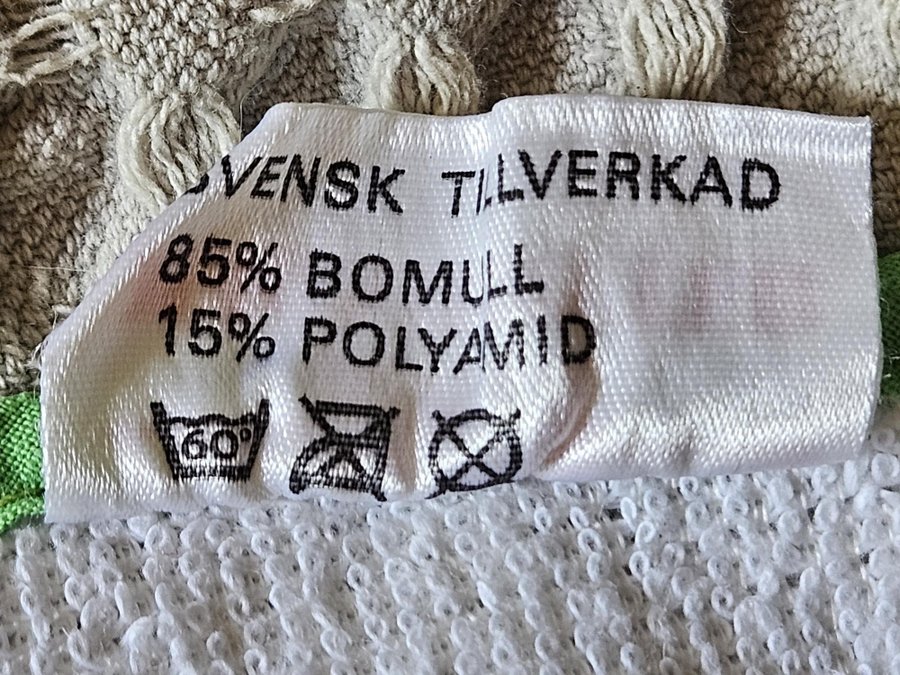 SVENSK TILLVERKAD
85% BOMULL
15% POLYAMID
60°